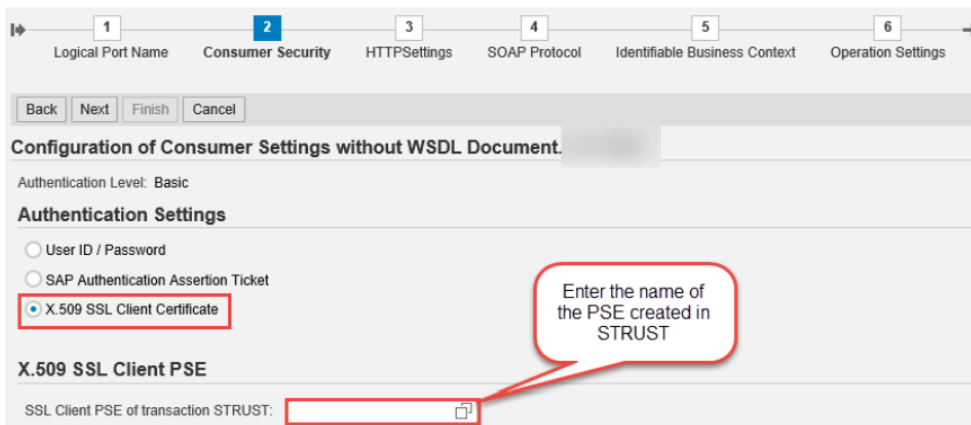 1 2 3 4 5 6
Logical Port Name Consumer Security HTTPSettings SOAP Protocol Identifiable Business Context Operation Settings
Back Next Finish Cancel
Configuration of Consumer Settings without WSDL Document.
Authentication Level: Basic
Authentication Settings
User ID / Password
SAP Authentication Assertion Ticket
X.509 SSL Client Certificate
Enter the name of
the PSE created in
STRUST
X.509 SSL Client PSE
SSL Client PSE of transaction STRUST: